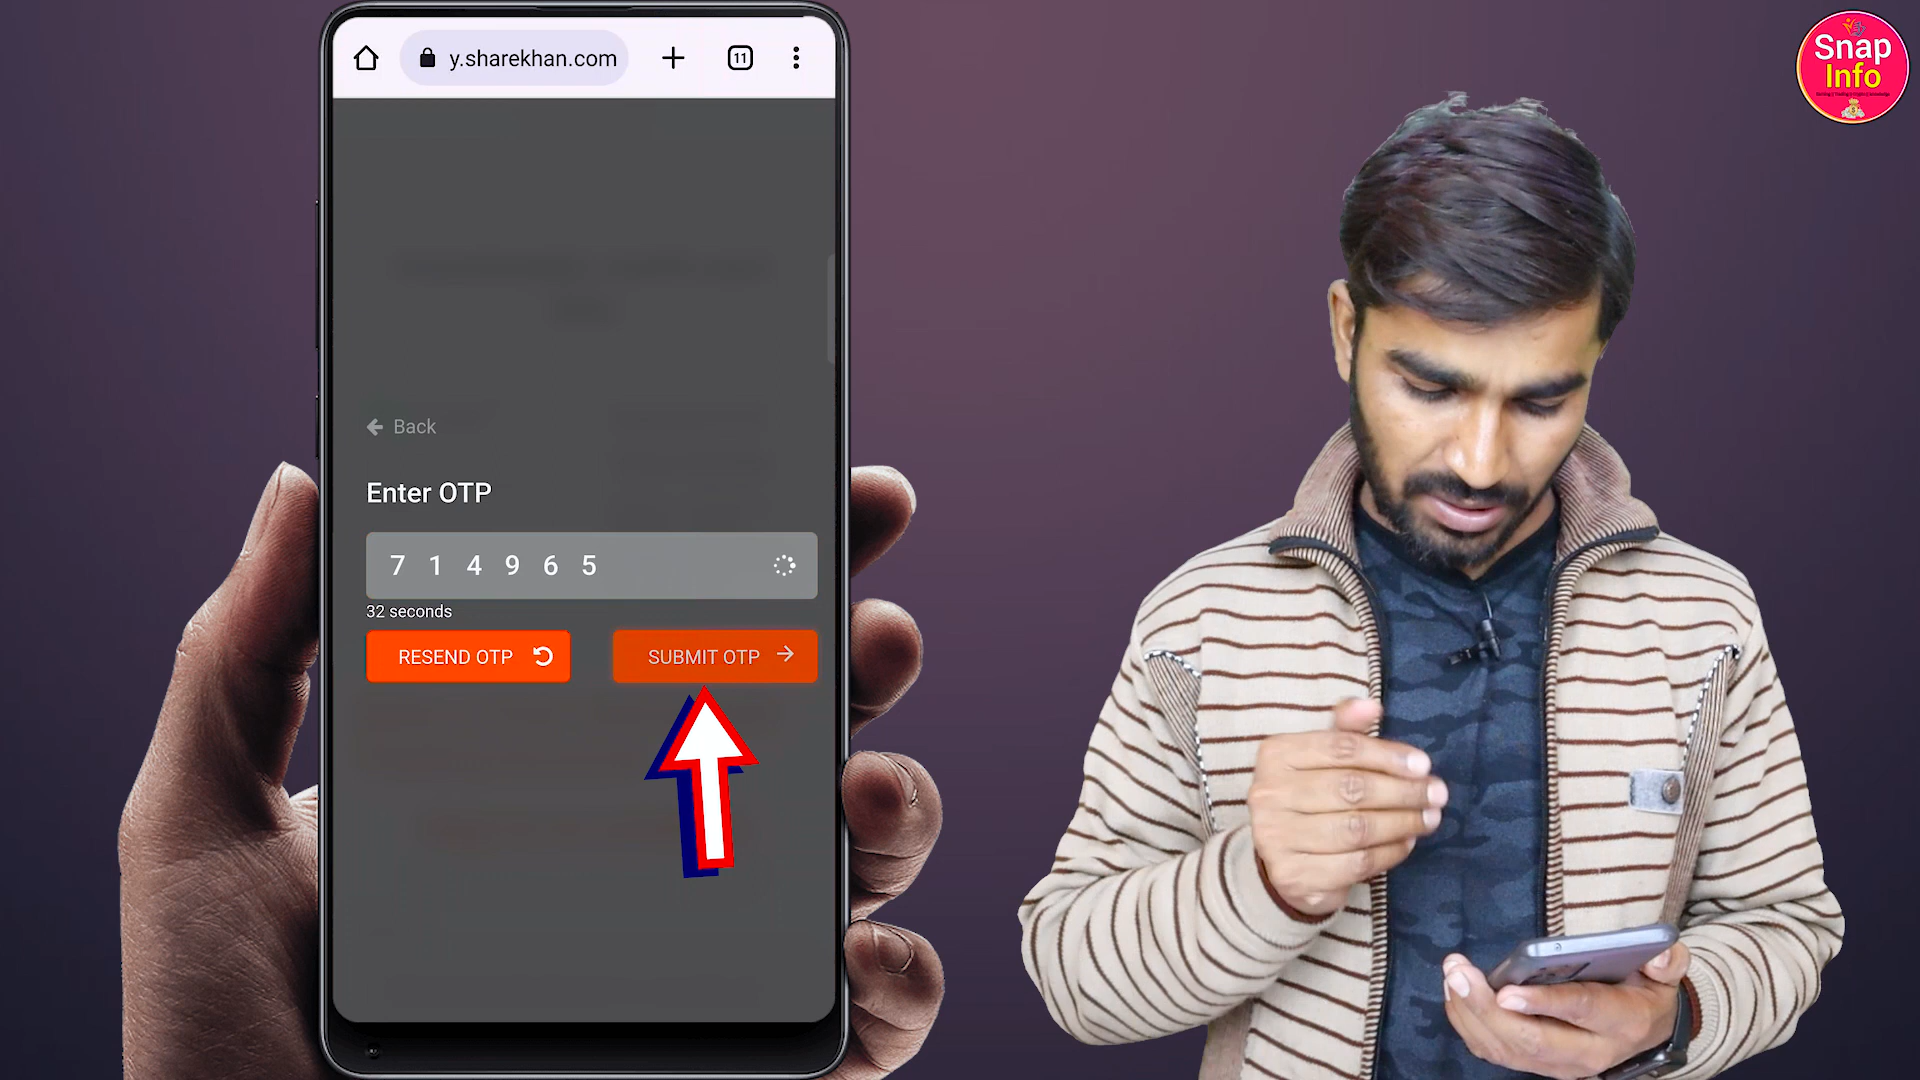 y.sharekhan.com
11
Back
Enter OTP
7 1 4 9 6 5
32 seconds
RESEND OTP
SUBMIT OTP
Snap
Info